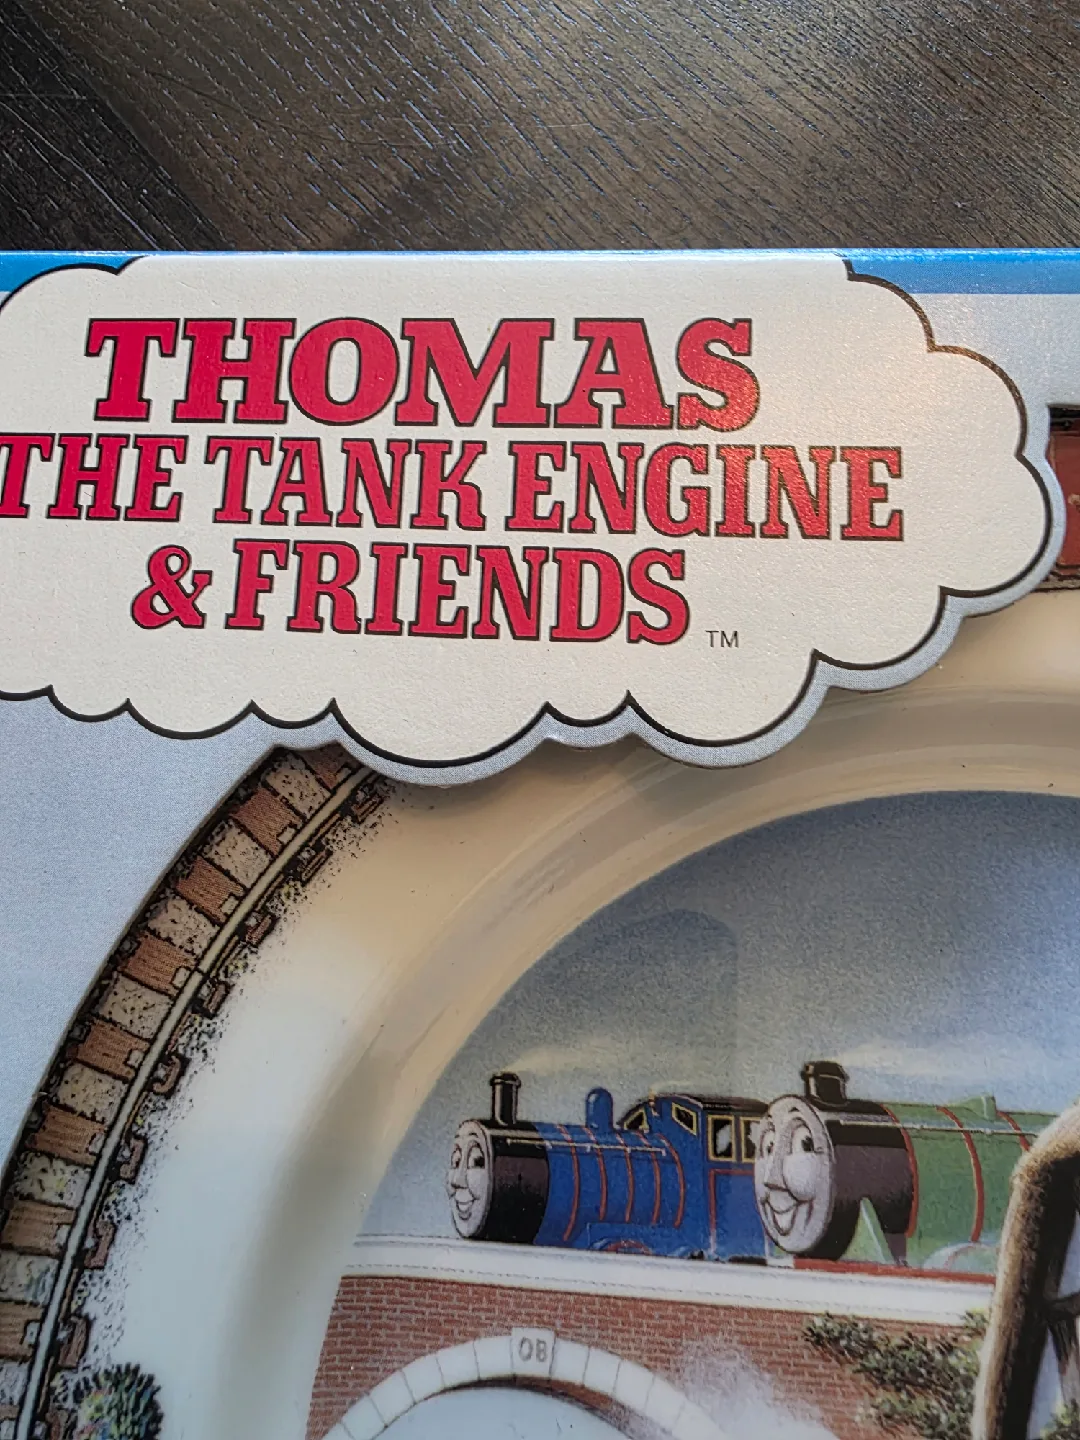 THOMAS
THE TANK ENGINE
& FRIENDS
TM
OB